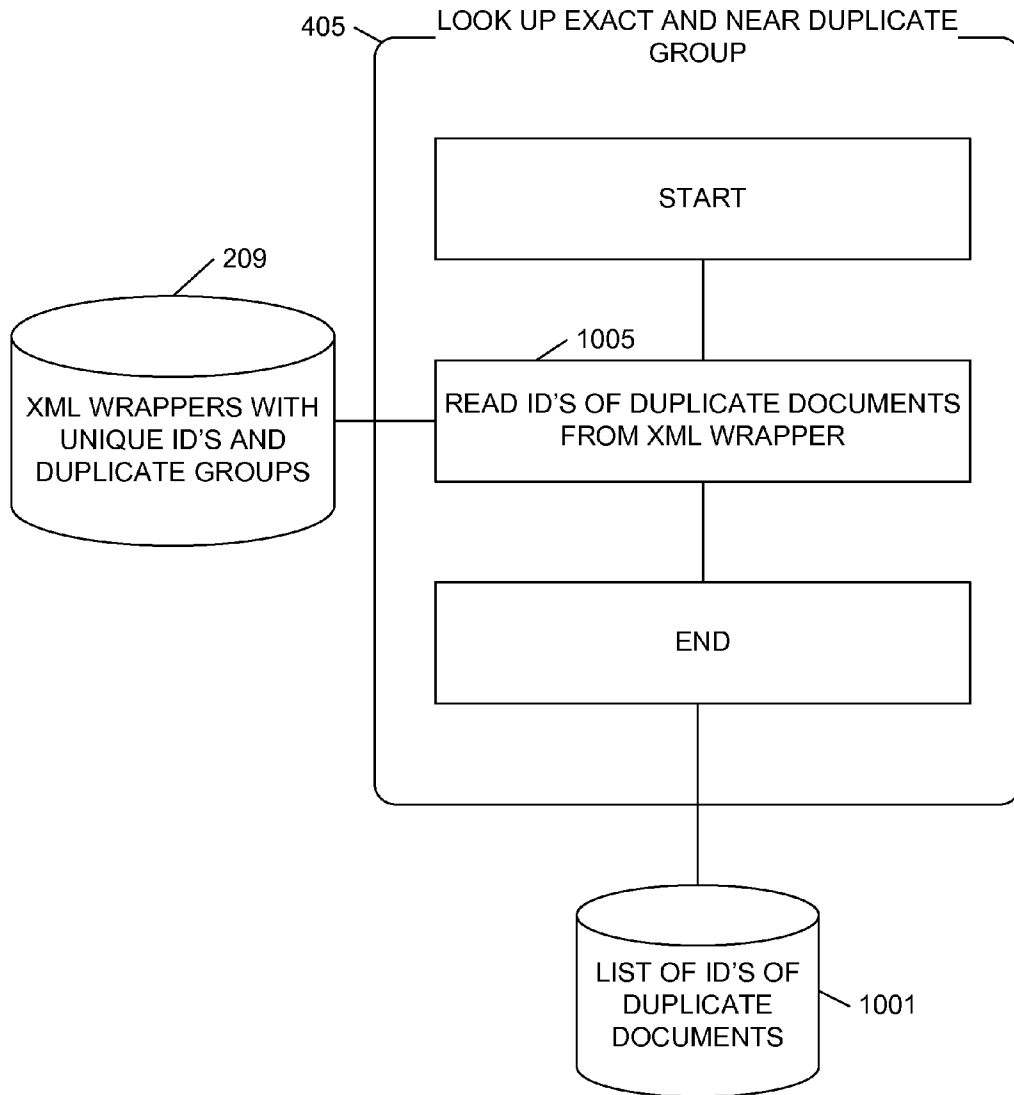 405
LOOK UP EXACT AND NEAR DUPLICATE
GROUP
START
209
XML WRAPPERS WITH
UNIQUE ID'S AND
DUPLICATE GROUPS
1005
READ ID'S OF DUPLICATE DOCUMENTS
FROM XML WRAPPER
END
LIST OF ID'S OF
DUPLICATE
DOCUMENTS
1001